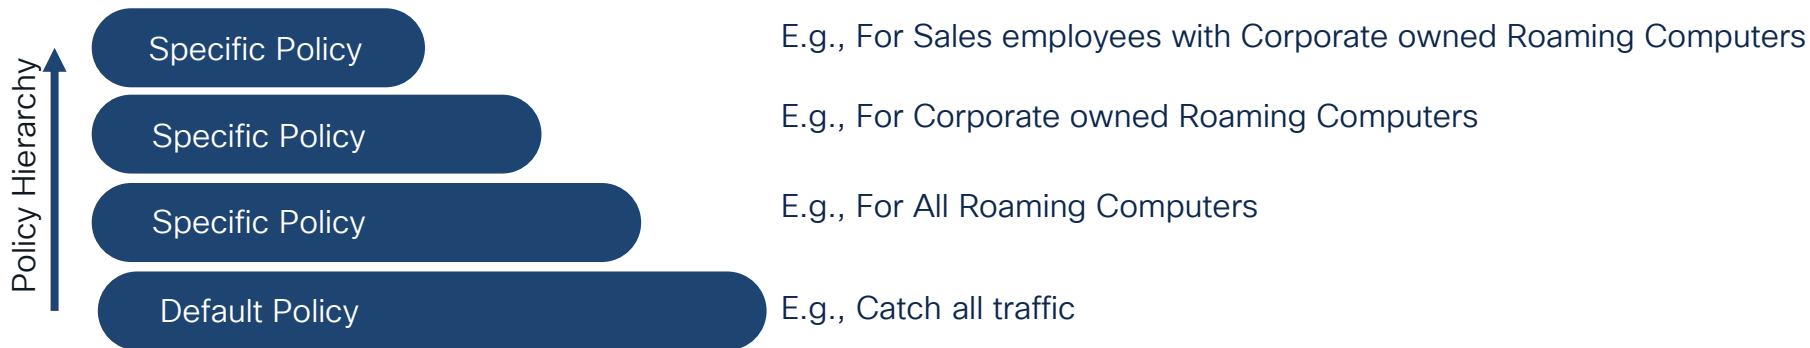 Policy Hierarchy
Specific Policy
E.g., For Sales employees with Corporate owned Roaming Computers
Specific Policy
E.g., For Corporate owned Roaming Computers
Specific Policy
E.g., For All Roaming Computers
Default Policy
E.g., Catch all traffic